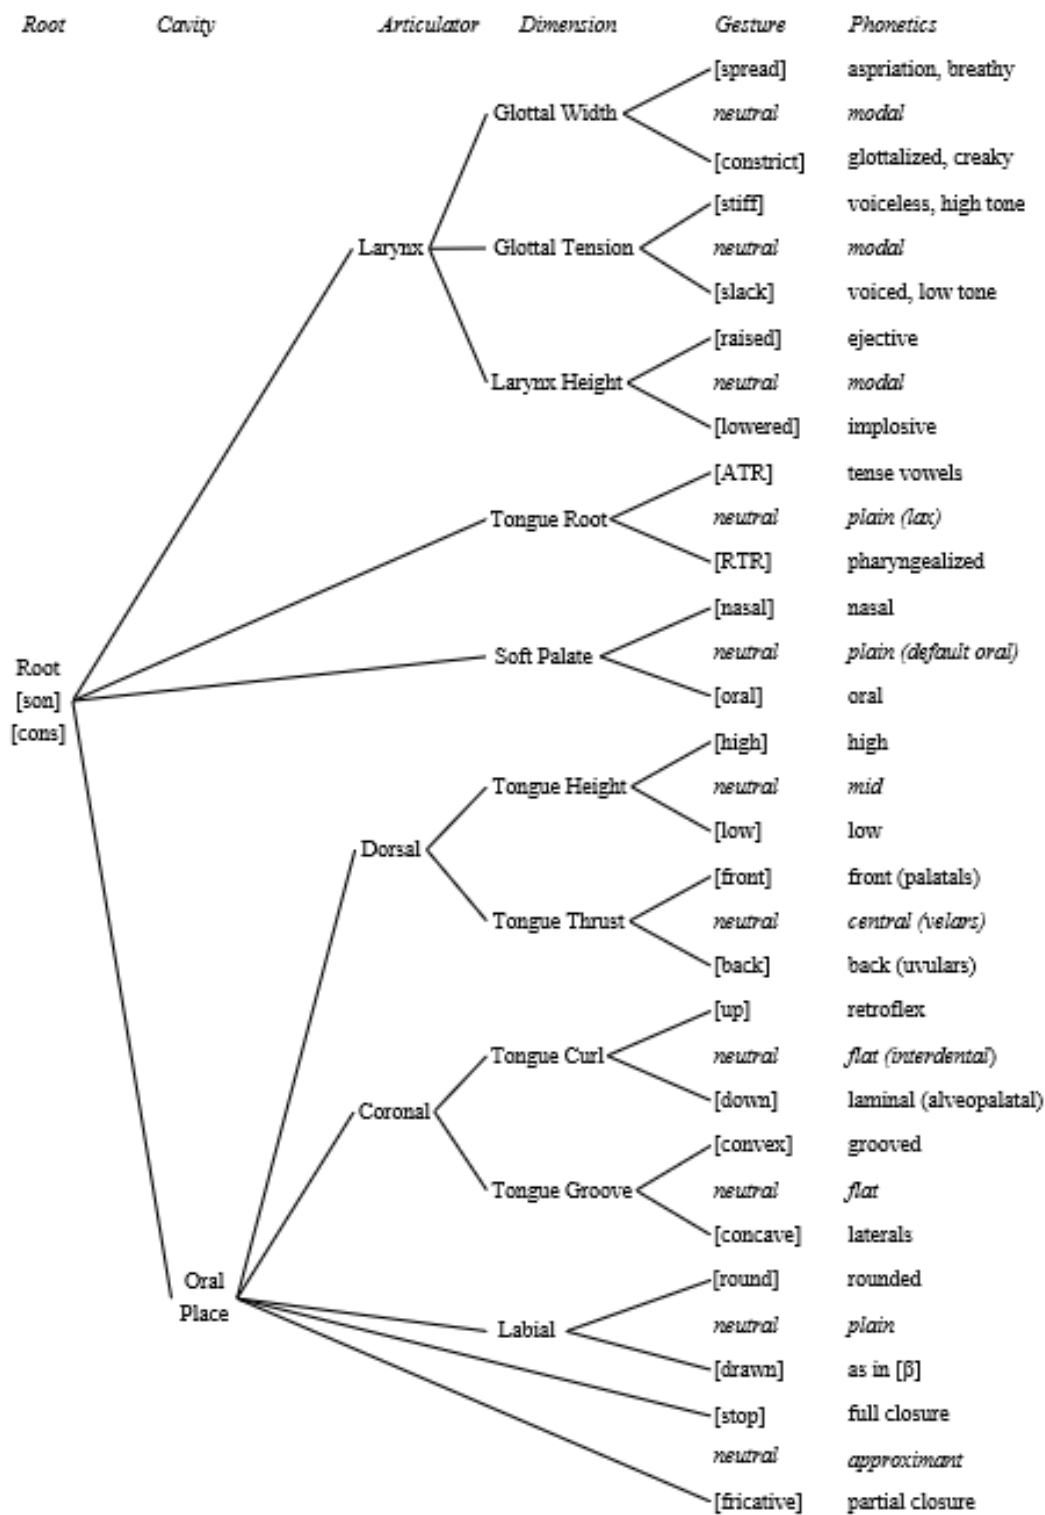 Root Cavity Articulator Dimension Gesture Phonetics
[spread] aspriation, breathy
Glottal Width neutral modal
[constrict] glottalized, creaky
[stiff] voiceless, high tone
Larynx Glottal Tension neutral modal
[slack] voiced, low tone
[raised] ejective
Larynx Height neutral modal
[lowered] implosive
[ATR] tense vowels
Tongue Root neutral plain (lax)
[RTR] pharyngealized
[nasal] nasal
Soft Palate neutral plain (default oral)
Root
[son]
[cons]
[oral] oral
[high] high
Tongue Height neutral mid
[low] low
Dorsal
[front] front (palatals)
Tongue Thrust neutral central (velars)
[back] back (uvulars)
[up] retroflex
Tongue Curl neutral flat (interdental)
[down] laminal (alveopalatal)
Coronal
[convex] grooved
Tongue Groove neutral flat
[concave] laterals
Oral
Place
[round] rounded
Labial neutral plain
[drawn] as in [β]
[stop] full closure
neutral approximant
[fricative] partial closure